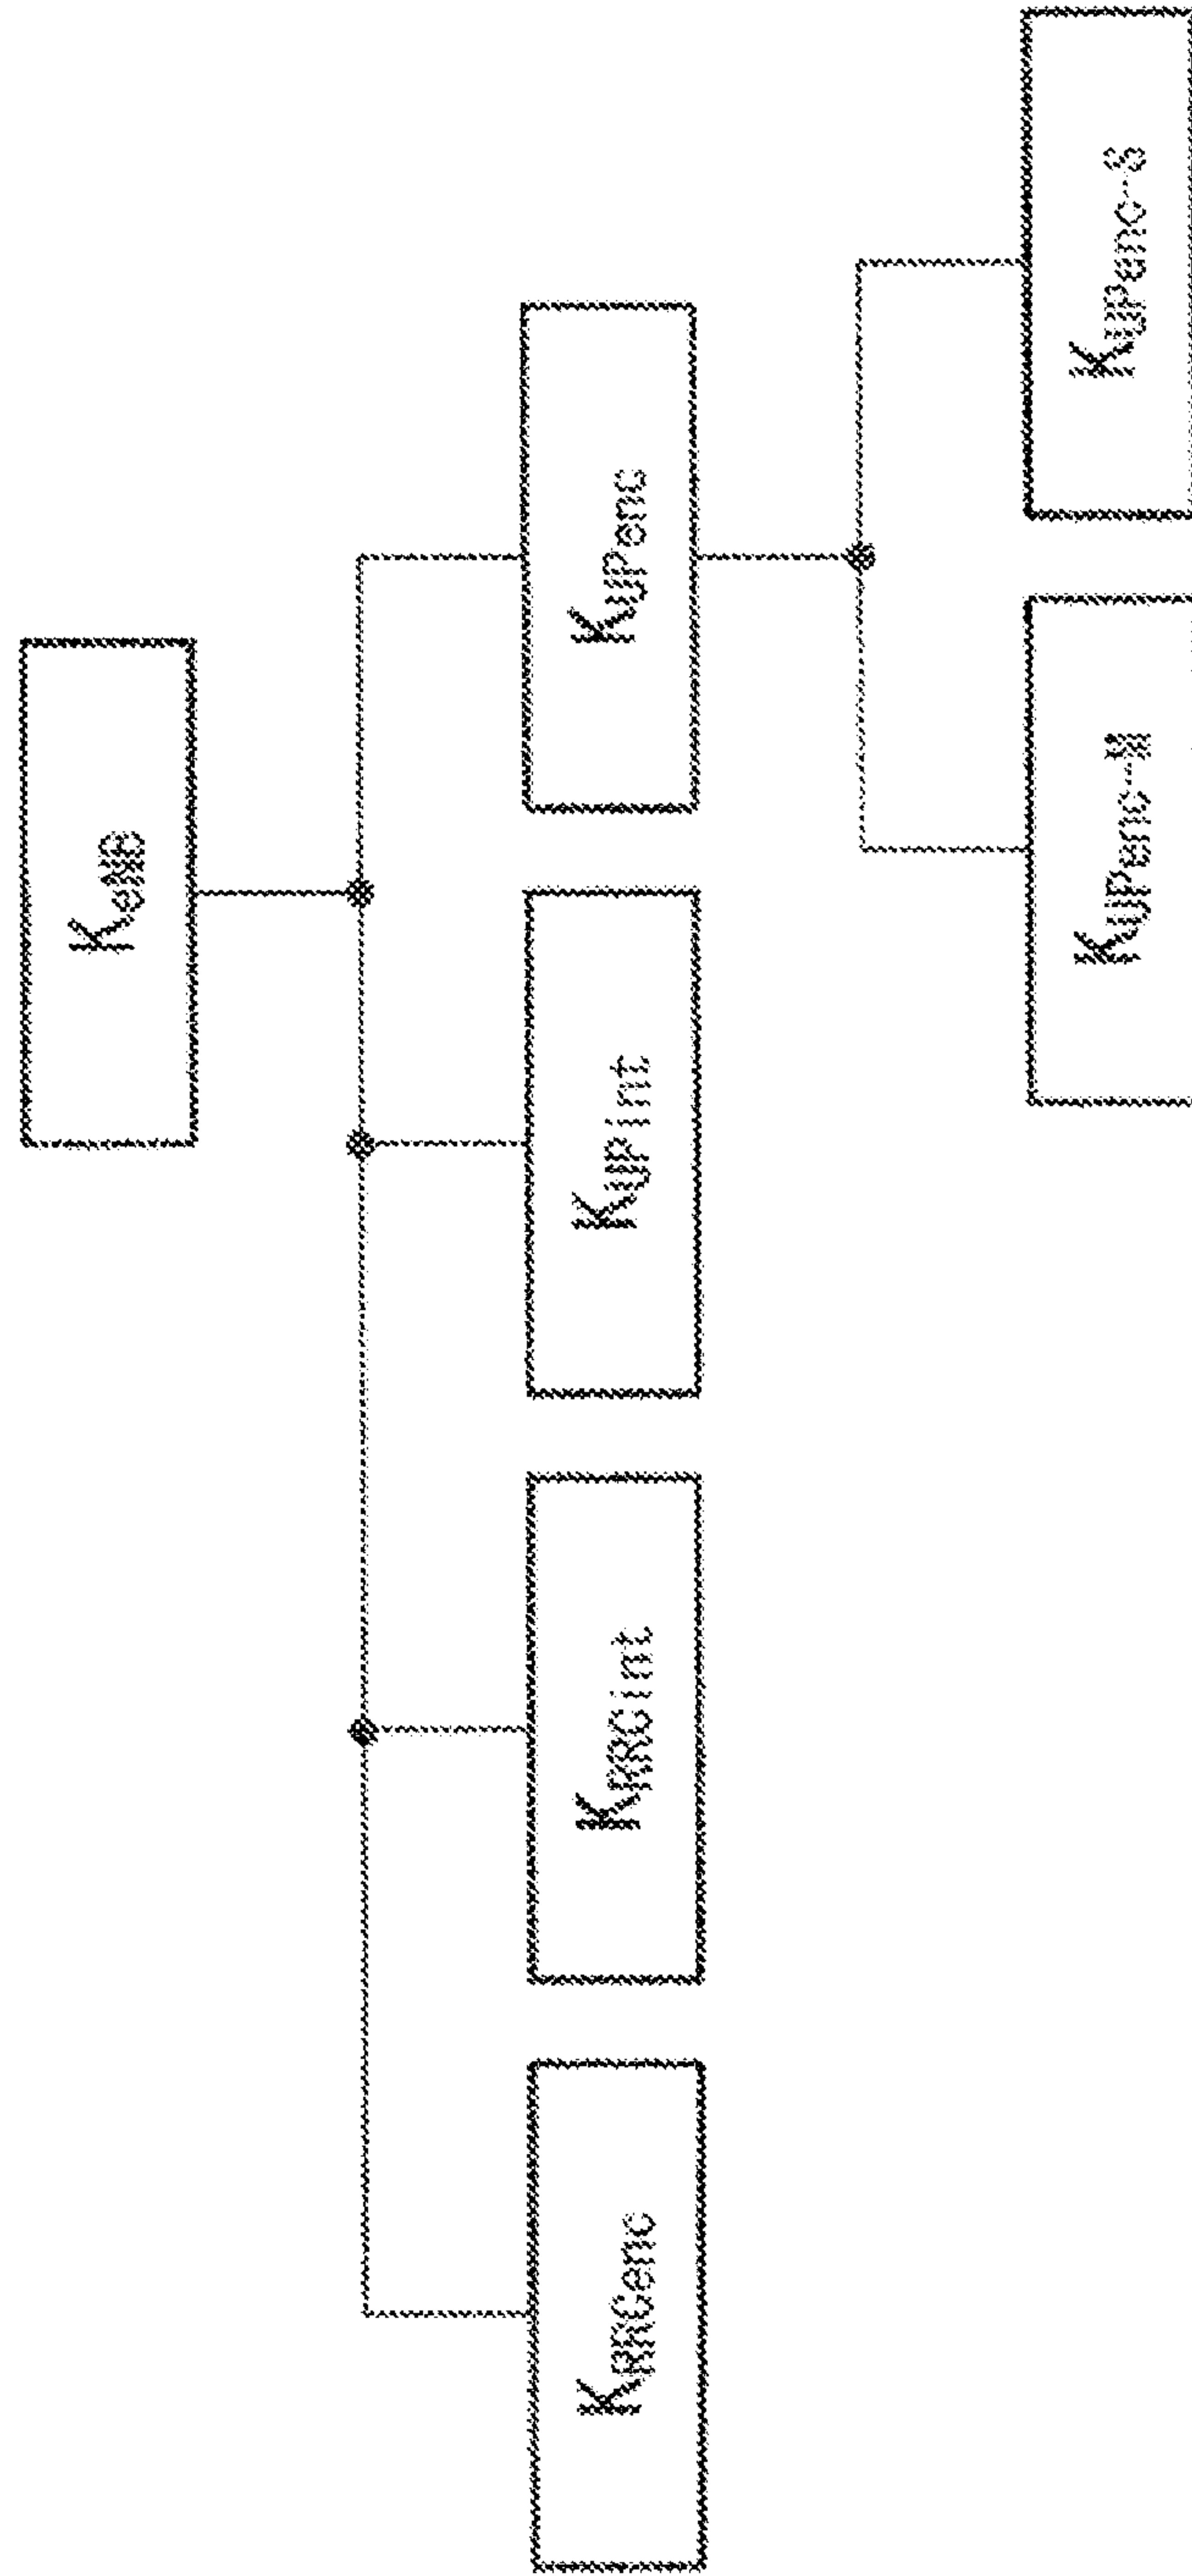 KeNB
KRRCenc
KRRCint
KUPint
KUPenc
KUPenc-M
KUPenc-S